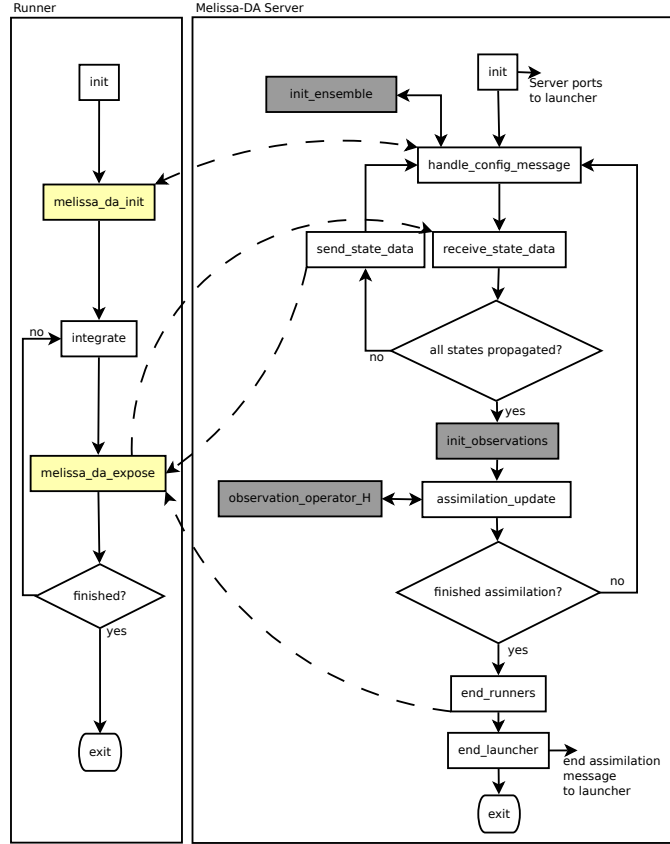 Runner
init
melissa_da_init
no
integrate
melissa_da_expose
finished?
yes
exit
Melissa-DA Server
init
Server ports
to launcher
init_ensemble
handle_config_message
send_state_data
receive_state_data
all states propagated?
no
yes
init_observations
observation_operator_H
assimilation_update
finished assimilation?
no
yes
end_runners
end_launcher
end assimilation
message
to launcher
exit